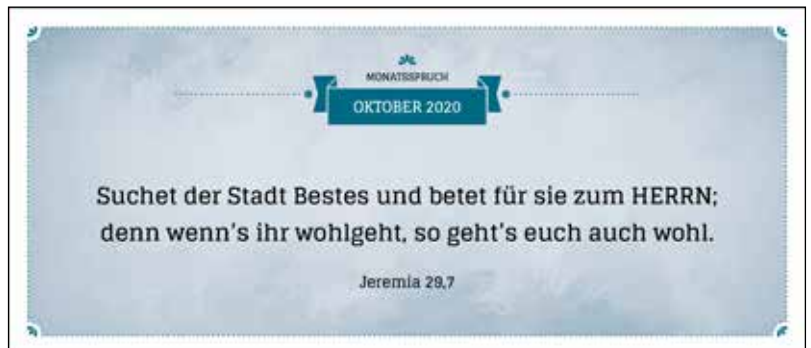 MONATSSPRUCH
OKTOBER 2020
Suchet der Stadt Bestes und betet für sie zum HERRN;
denn wenn's ihr wohlgeht, so geht's euch auch wohl.
Jeremia 29,7